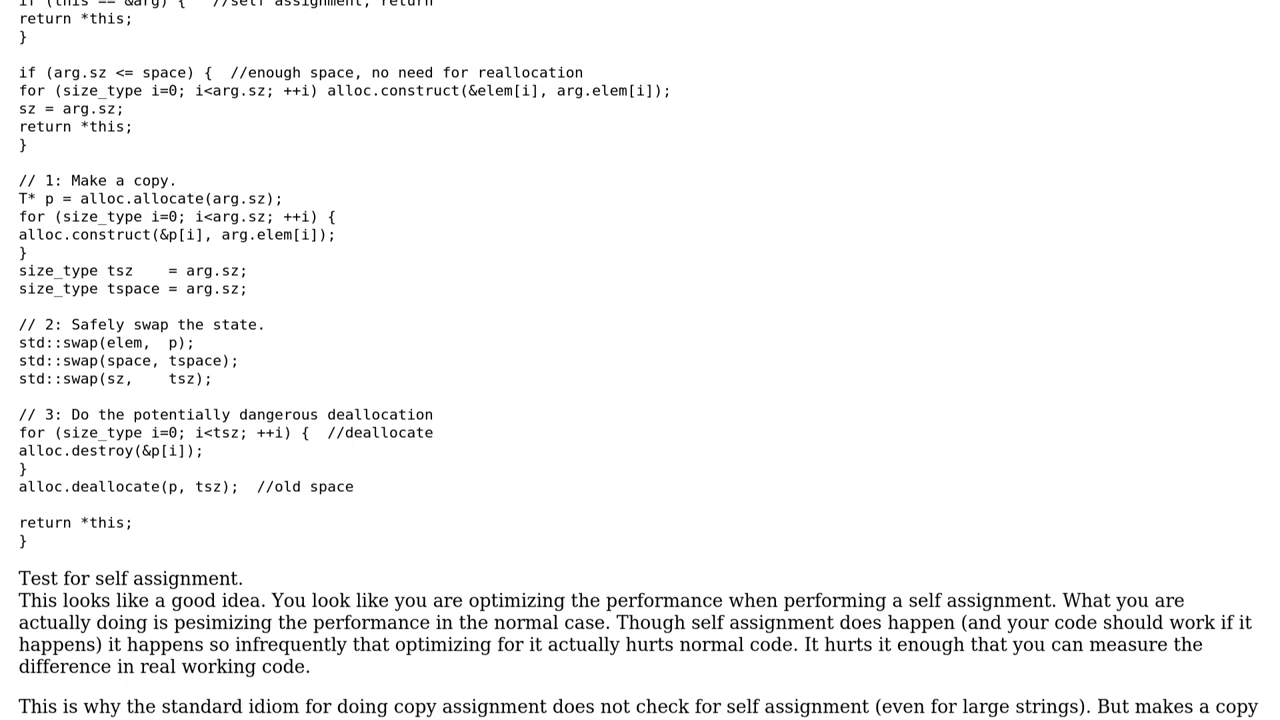 if (this == &arg) {   //self assignment, return
return *this;
}
if (arg.sz <= space) {  //enough space, no need for reallocation
for (size_type i=0; i<arg.sz; ++i) alloc.construct(&elem[i], arg.elem[i]);
sz = arg.sz;
return *this;
}
// 1: Make a copy.
T* p = alloc.allocate(arg.sz);
for (size_type i=0; i<arg.sz; ++i) {
alloc.construct(&p[i], arg.elem[i]);
}
size_type tsz    = arg.sz;
size_type tspace = arg.sz;
// 2: Safely swap the state.
std::swap(elem,  p);
std::swap(space, tspace);
std::swap(sz,    tsz);
// 3: Do the potentially dangerous deallocation
for (size_type i=0; i<tsz; ++i) {  //deallocate
alloc.destroy(&p[i]);
}
alloc.deallocate(p, tsz);  //old space
return *this;
}
Test for self assignment.
This looks like a good idea. You look like you are optimizing the performance when performing a self assignment. What you are
actually doing is pesimizing the performance in the normal case. Though self assignment does happen (and your code should work if it
happens) it happens so infrequently that optimizing for it actually hurts normal code. It hurts it enough that you can measure the
difference in real working code.
This is why the standard idiom for doing copy assignment does not check for self assignment (even for large strings). But makes a copy